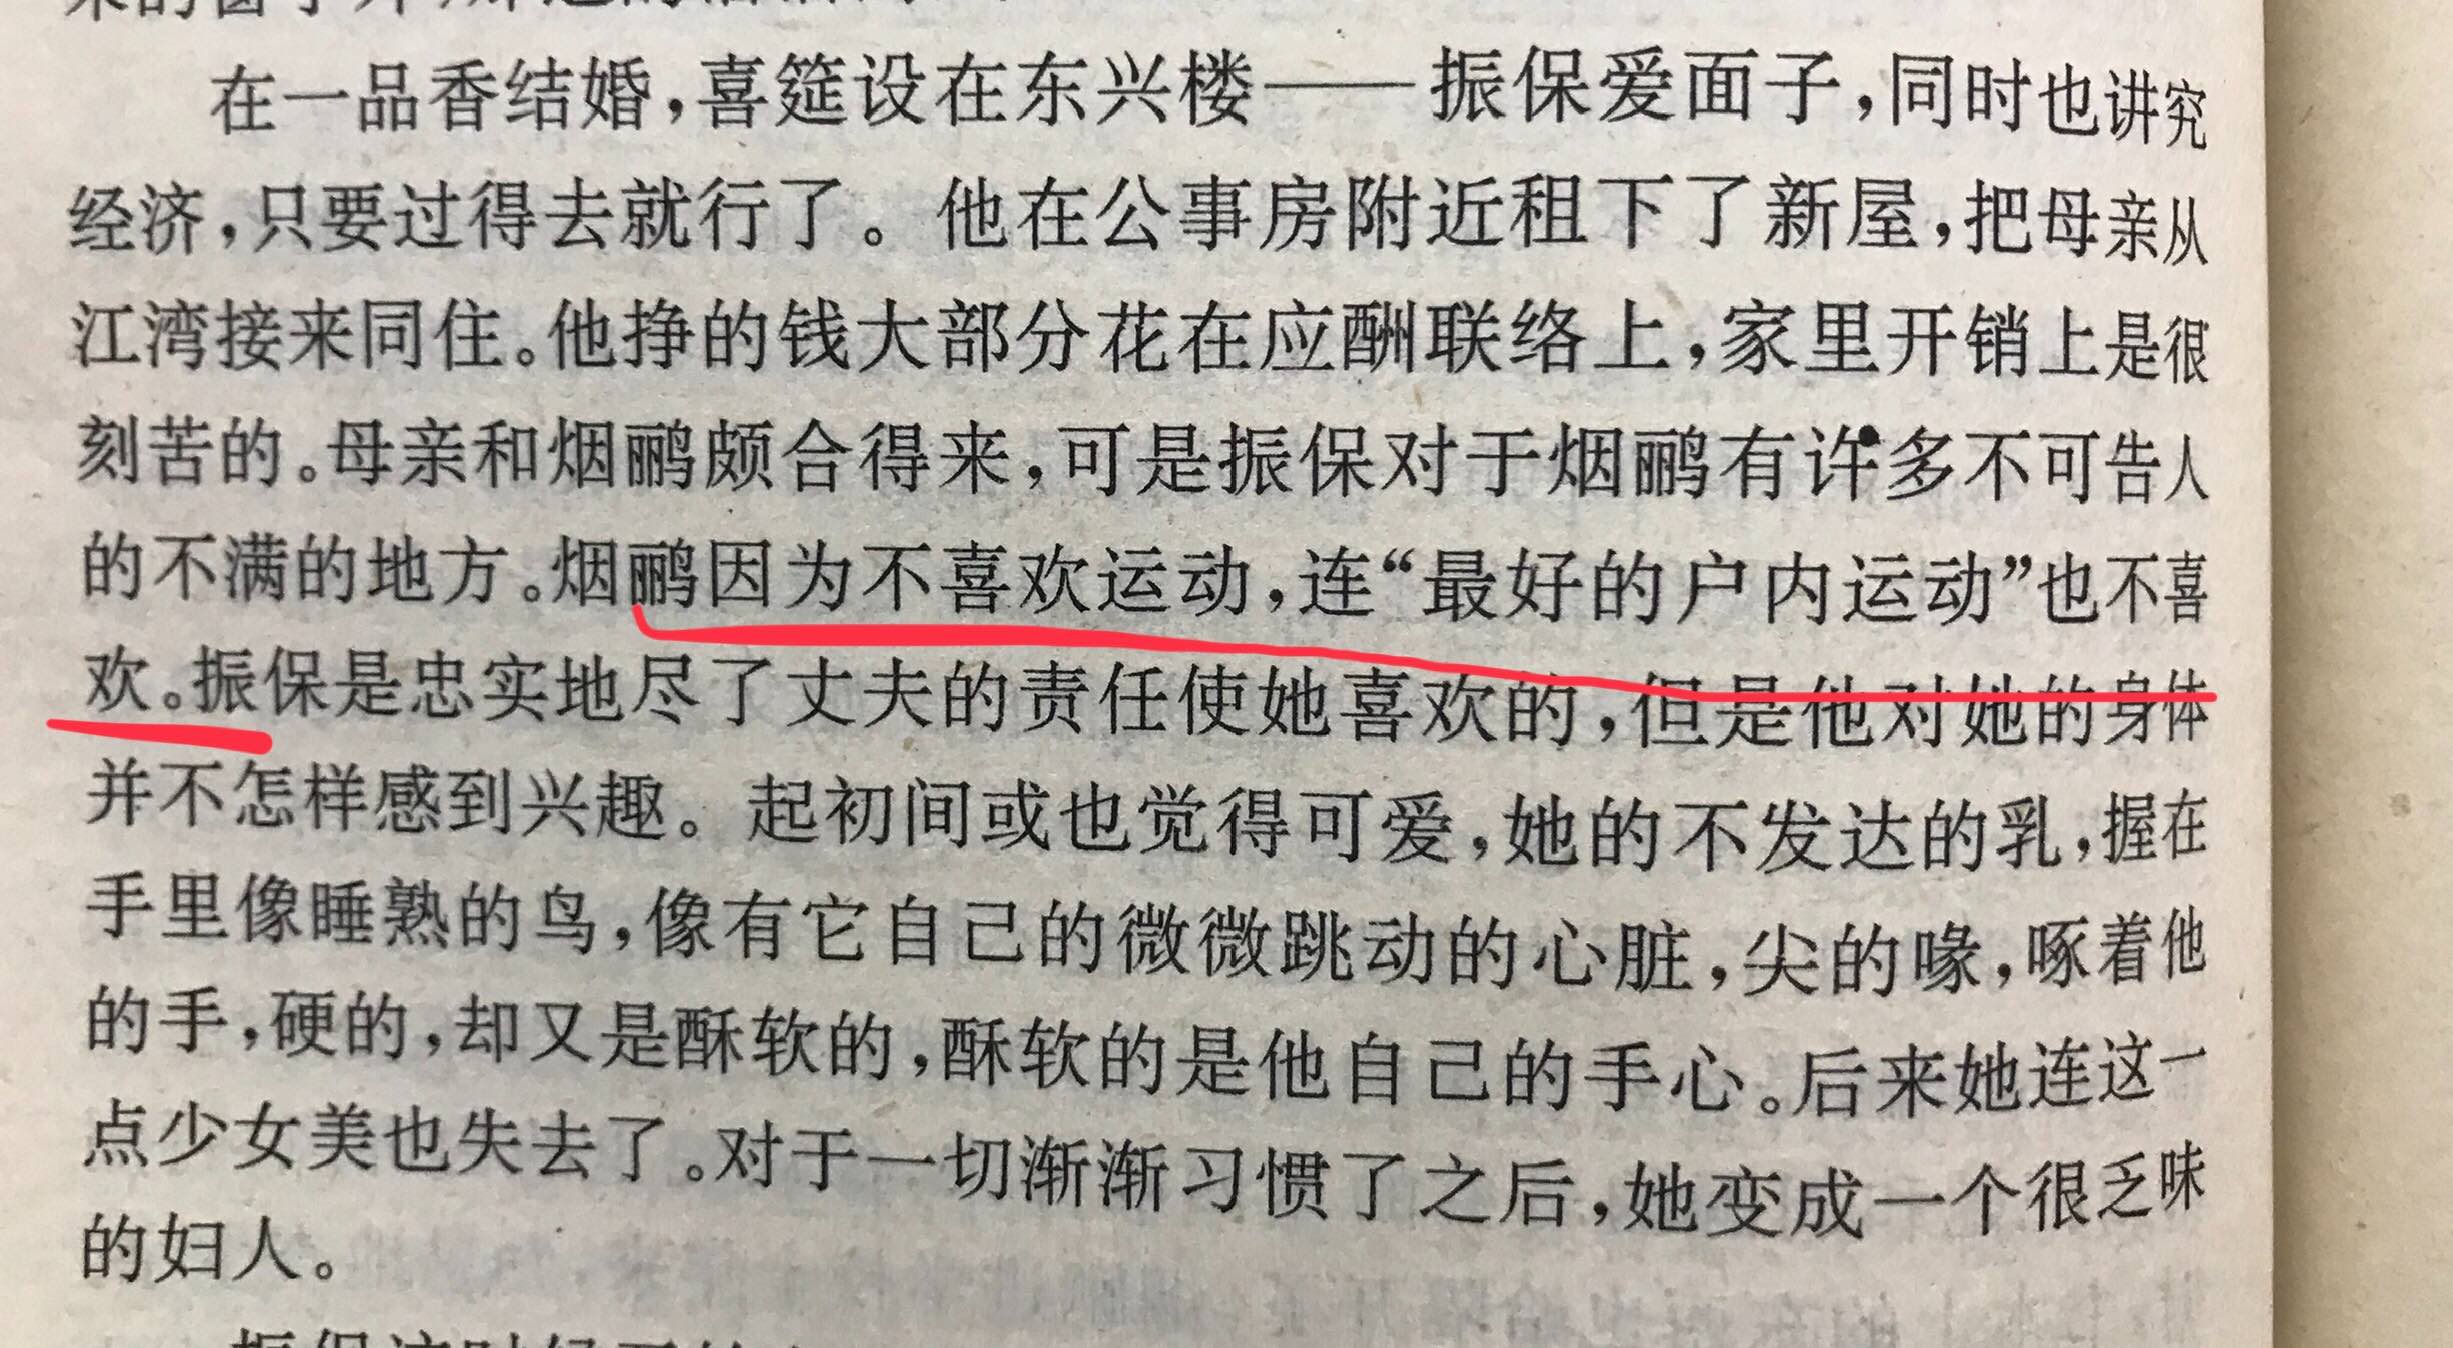 在一品香结婚，喜筵设在东兴楼——振保爱面子，同时也讲究
经济，只要过得去就行了。他在公事房附近租下了新屋，把母亲从
江湾接来同住。他挣的钱大部分花在应酬联络上，家里开销上是很
刻苦的。母亲和烟鹂颇合得来，可是振保对于烟鹂有许多不可告人
的不满的地方。烟鹂因为不喜欢运动，连“最好的户内运动”也不喜
欢。振保是忠实地尽了丈夫的责任使她喜欢的，但是他对她的身体
并不怎样感到兴趣。起初间或也觉得可爱，她的不发达的乳，握在
手里像睡熟的鸟，像有它自己的微微跳动的心脏，尖的喙，啄着他
的手，硬的，却又是酥软的，酥软的是他自己的手心。后来她连这一
点少女美也失去了。对于一切渐渐习惯了之后，她变成一个很乏味
的妇人。